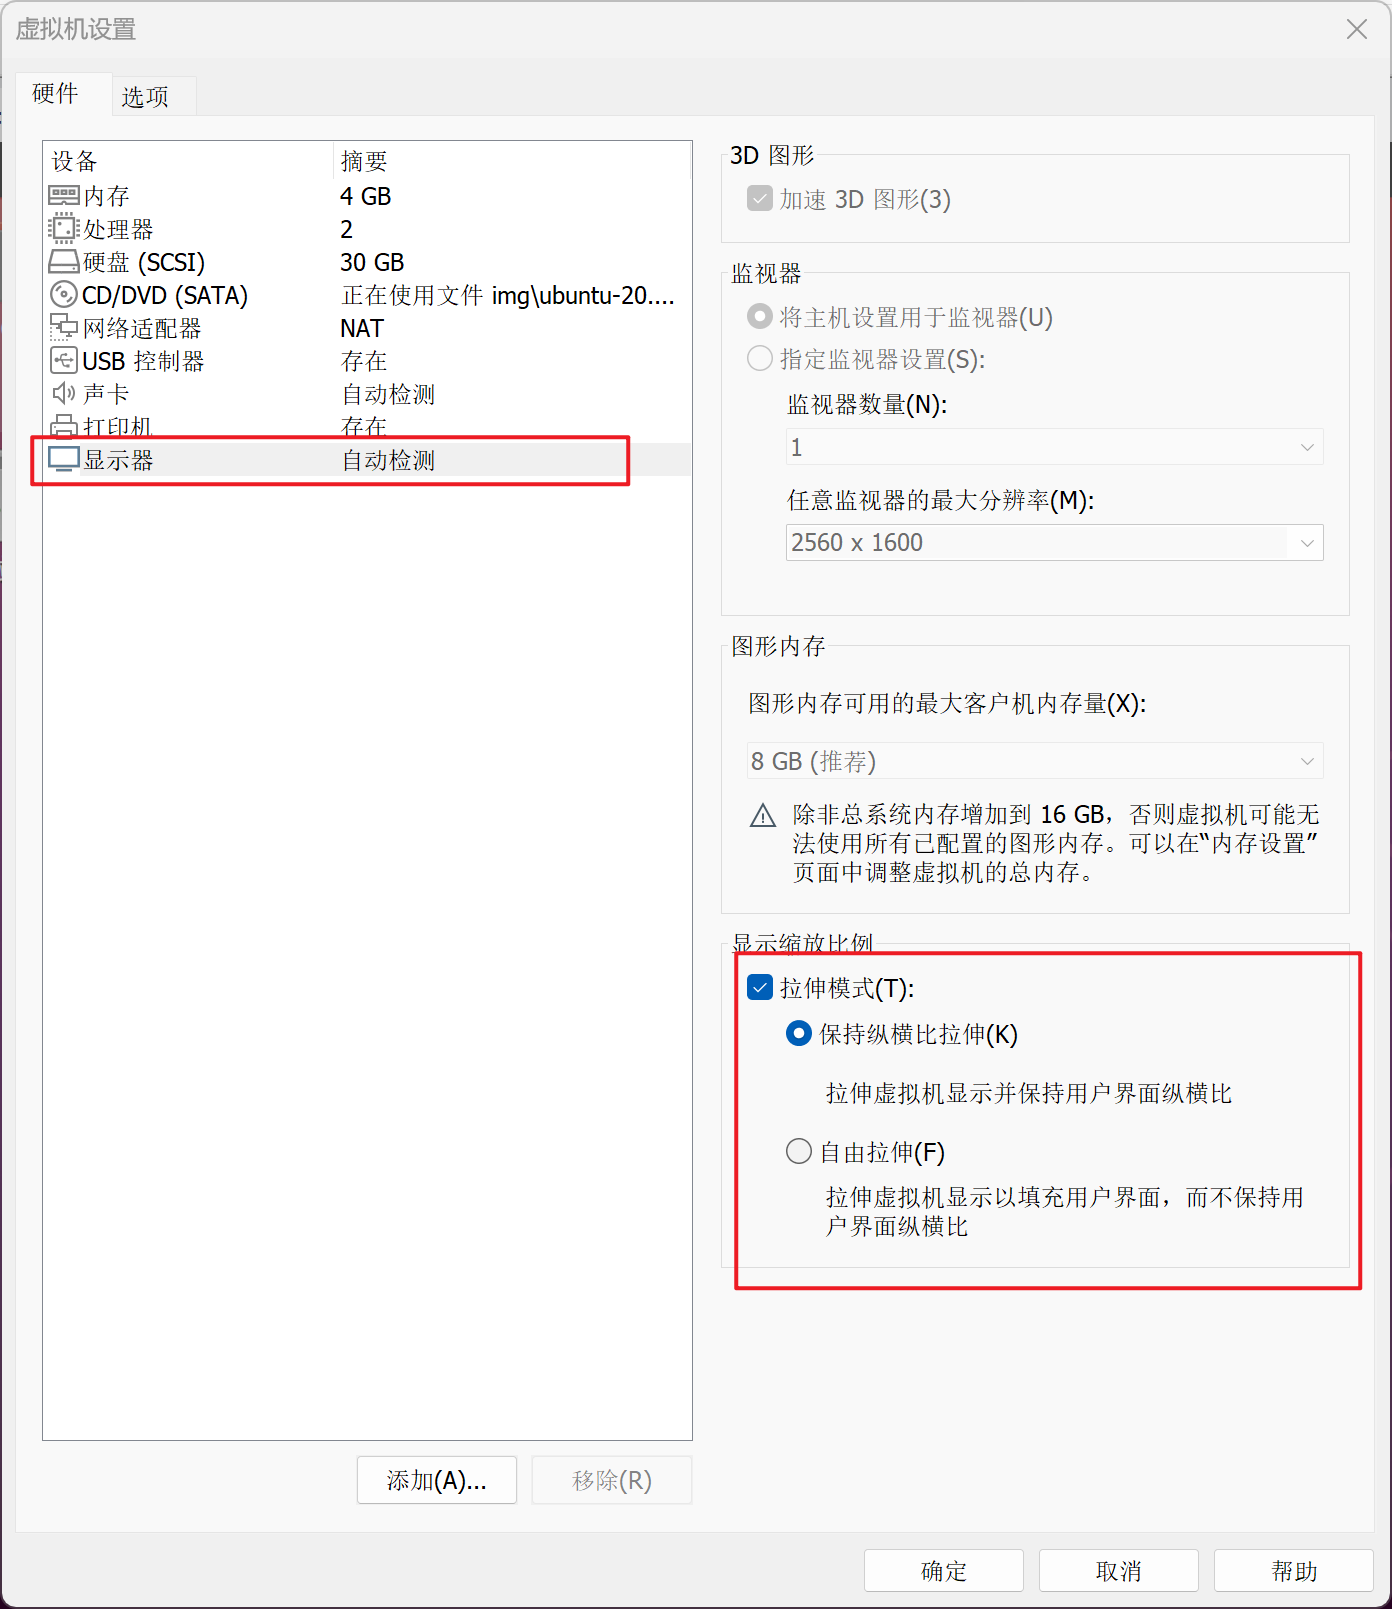 虚拟机设置
硬件
选项
设备 摘要
内存 4 GB
处理器 2
硬盘 (SCSI) 30 GB
CD/DVD (SATA) 正在使用文件 img\ubuntu-20....
网络适配器 NAT
USB 控制器 存在
声卡 自动检测
打印机 存在
显示器 自动检测
添加(A)...
移除(R)
3D 图形
加速 3D 图形(3)
监视器
将主机设置用于监视器(U)
指定监视器设置(S):
监视器数量(N):
1
任意监视器的最大分辨率(M):
2560 x 1600
图形内存
图形内存可用的最大客户机内存量(X):
8 GB (推荐)
除非总系统内存增加到 16 GB，否则虚拟机可能无
法使用所有已配置的图形内存。可以在“内存设置”
页面中调整虚拟机的总内存。
显示缩放比例
拉伸模式(T):
保持纵横比拉伸(K)
拉伸虚拟机显示并保持用户界面纵横比
自由拉伸(F)
拉伸虚拟机显示以填充用户界面，而不保持用
户界面纵横比
确定
取消
帮助